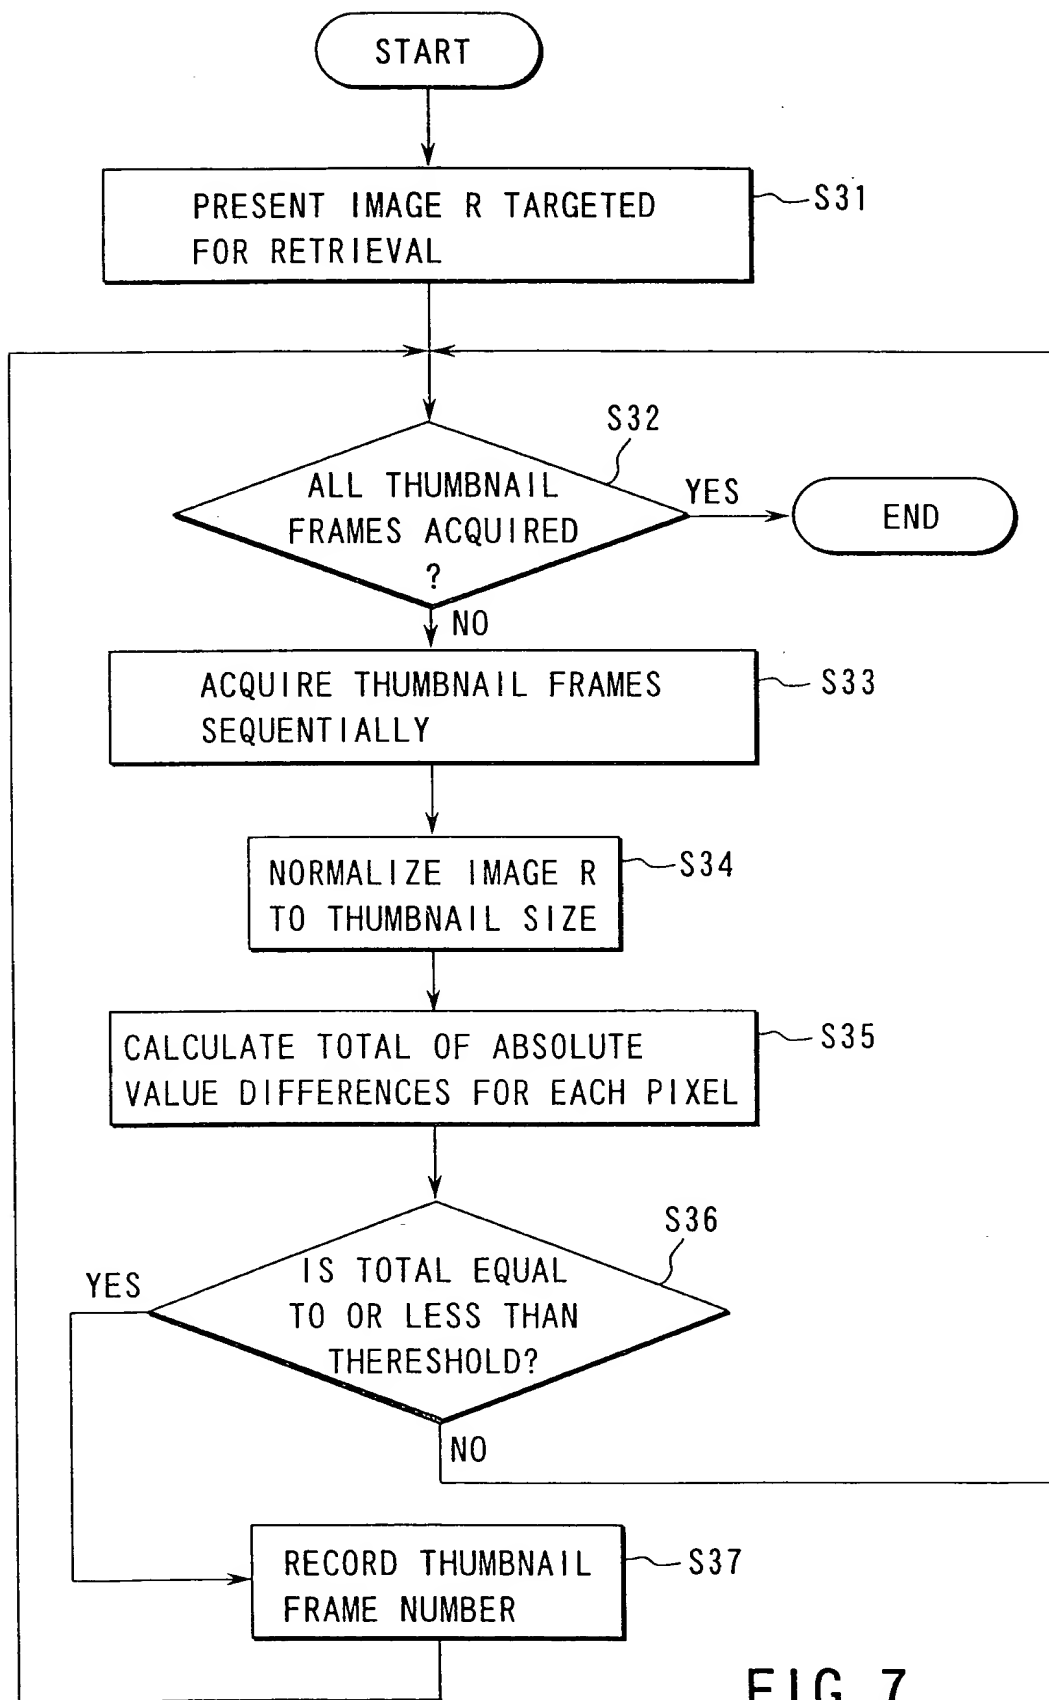 START
PRESENT IMAGE R TARGETED
FOR RETRIEVAL
S31
S32
ALL THUMBNAIL
FRAMES ACQUIRED
?
YES
END
NO
ACQUIRE THUMBNAIL FRAMES
SEQUENTIALLY
S33
NORMALIZE IMAGE R
TO THUMBNAIL SIZE
S34
CALCULATE TOTAL OF ABSOLUTE
VALUE DIFFERENCES FOR EACH PIXEL
S35
S36
IS TOTAL EQUAL
TO OR LESS THAN
THERESHOLD?
YES
NO
RECORD THUMBNAIL
FRAME NUMBER
S37
FIG. 7